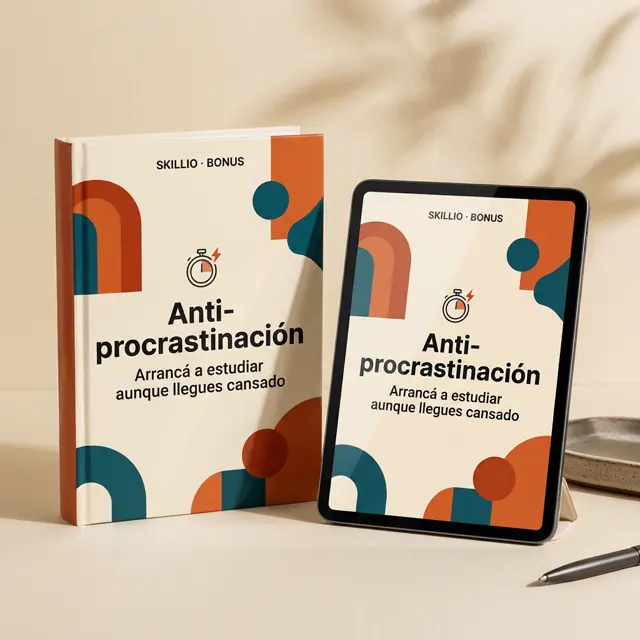 SKILLIO · BONUS
Anti-
procrastinación
Arrancá a estudiar
aunque llegues cansado
SKILLIO · BONUS
Anti-
procrastinación
Arrancá a estudiar
aunque llegues cansado